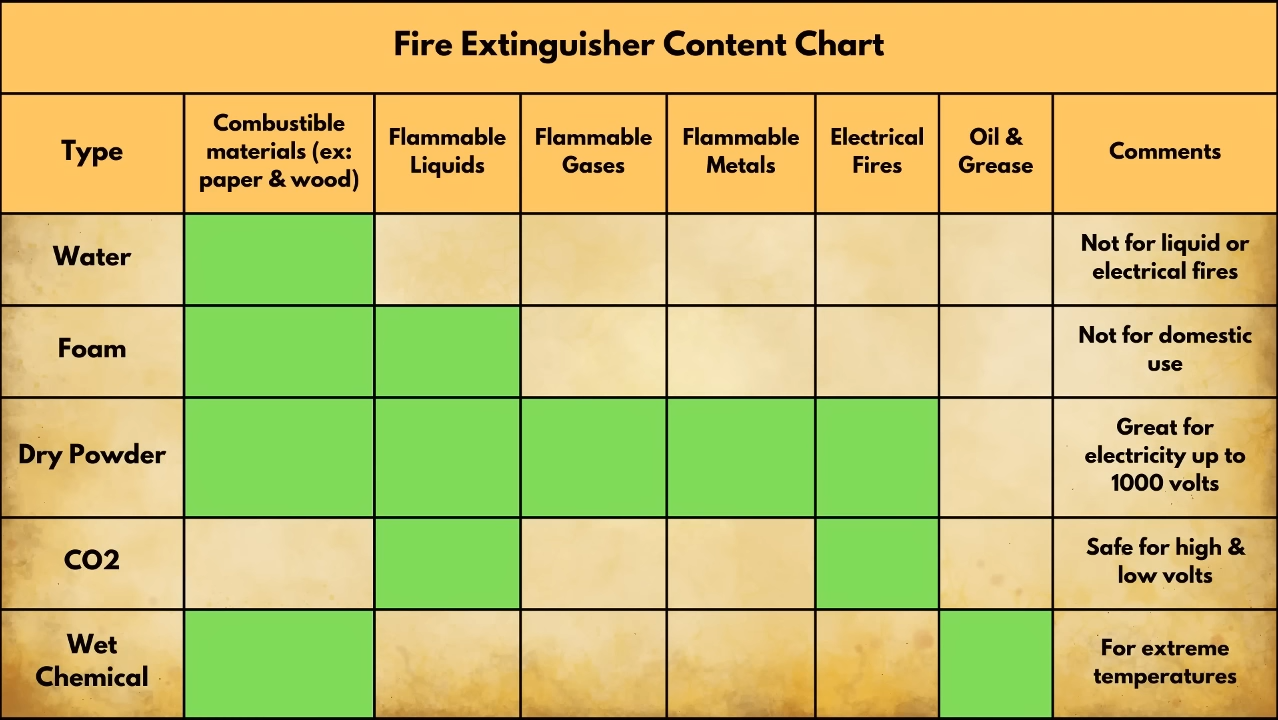 Fire Extinguisher Content Chart
Type
Combustible
materials (ex:
paper & wood)
Flammable
Liquids
Flammable
Gases
Flammable
Metals
Electrical
Fires
Oil &
Grease
Comments
Water
Not for liquid or
electrical fires
Foam
Not for domestic
use
Dry Powder
Great for
electricity up to
1000 volts
CO2
Safe for high &
low volts
Wet
Chemical
For extreme
temperatures